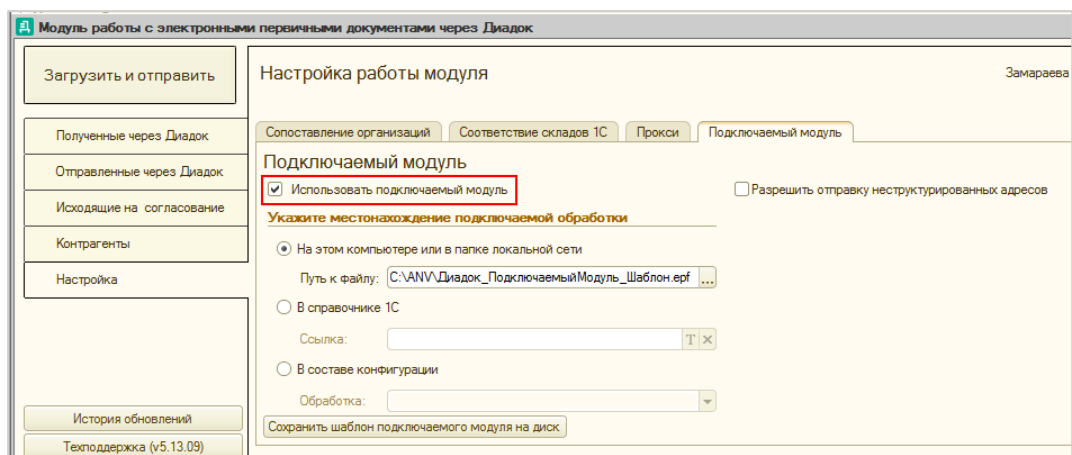 Модуль работы с электронными первичными документами через Диадок
Загрузить и отправить
Полученные через Диадок
Отправленные через Диадок
Исходящие на согласование
Контрагенты
Настройка
История обновлений
Техподдержка (v5.13.09)
Настройка работы модуля
Замараева
Сопоставление организаций
Соответствие складов 1С
Прокси
Подключаемый модуль
Подключаемый модуль
Использовать подключаемый модуль
Разрешить отправку неструктурированных адресов
Укажите местонахождение подключаемой обработки
На этом компьютере или в папке локальной сети
Путь к файлу: C:\ANV\Диадок_ПодключаемыйМодуль_Шаблон.epf ...
В справочнике 1С
Ссылка: T ×
В составе конфигурации
Обработка:
Сохранить шаблон подключаемого модуля на диск